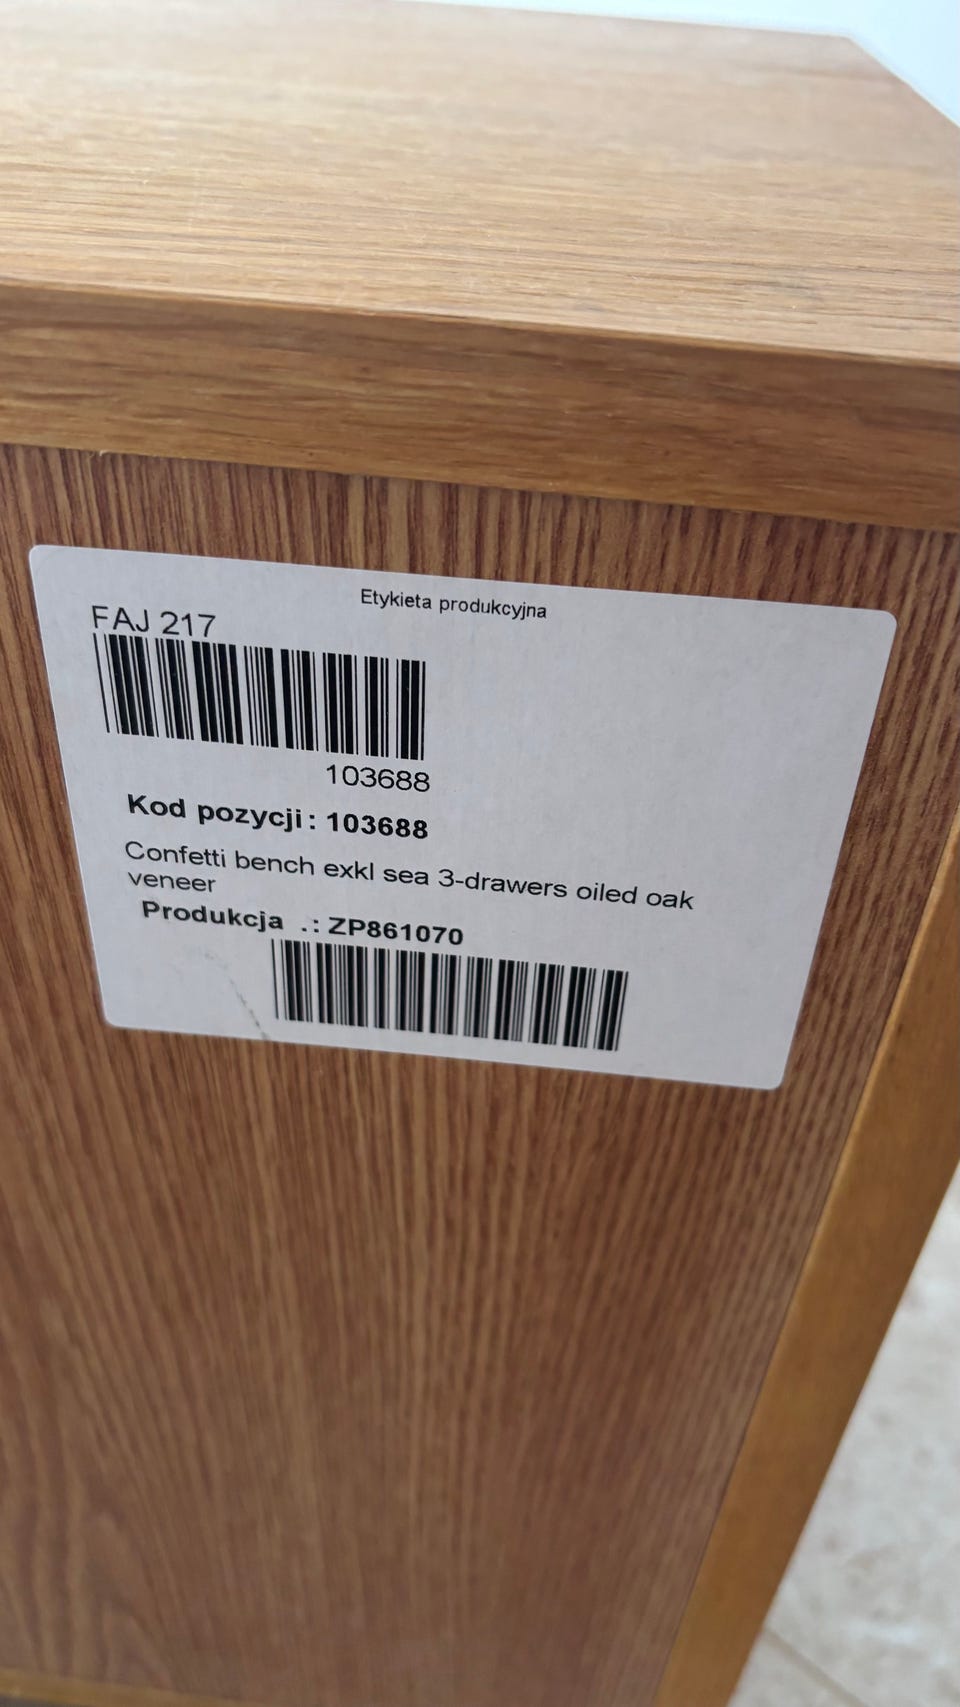 Etykieta produkcyjna
FAJ 217
103688
Kod pozycji: 103688
Confetti bench exkl sea 3-drawers oiled oak
veneer
Produkcja .: ZP861070